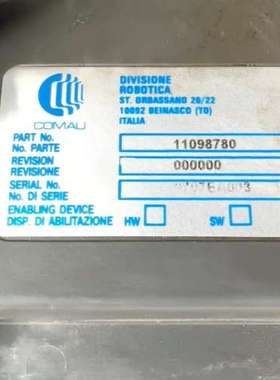 COMAU
DIVISIONE
ROBOTICA
ST. ORBASSANO 20/22
10092 BEINASCO (TO)
ITALIA
PART No.
No. PARTE
11098780
REVISION
REVISIONE
000000
SERIAL No.
No. DI SERIE
ENABLING DEVICE
DISP. DI ABILITAZIONE
HW
SW